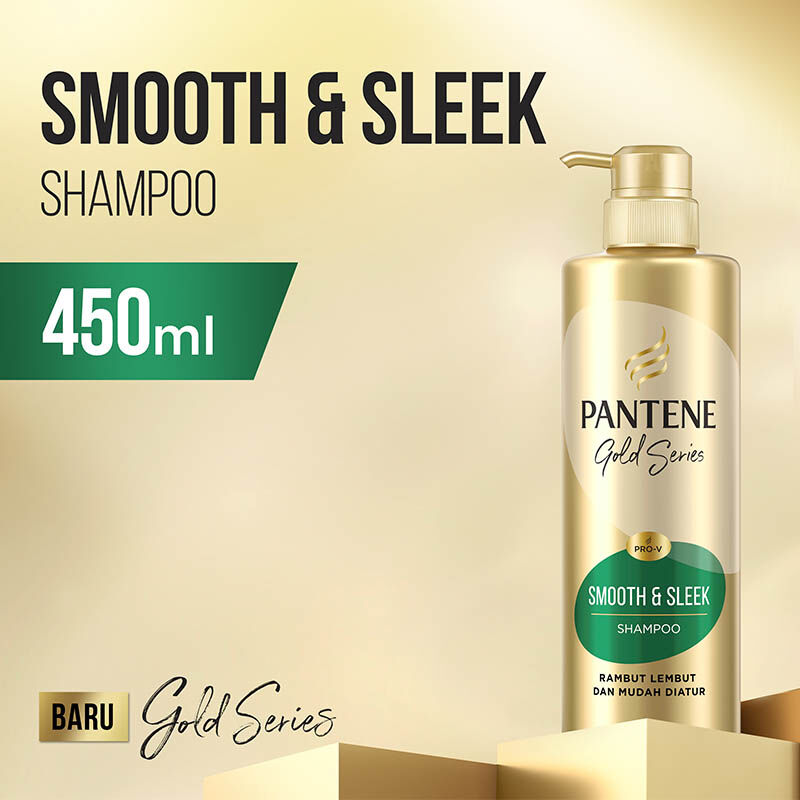 SMOOTH & SLEEK
SHAMPOO
450ml
PANTENE
Gold Series
PRO-V
SMOOTH & SLEEK
SHAMPOO
RAMBUT LEMBUT
DAN MUDAH DIATUR
BARU Gold Series